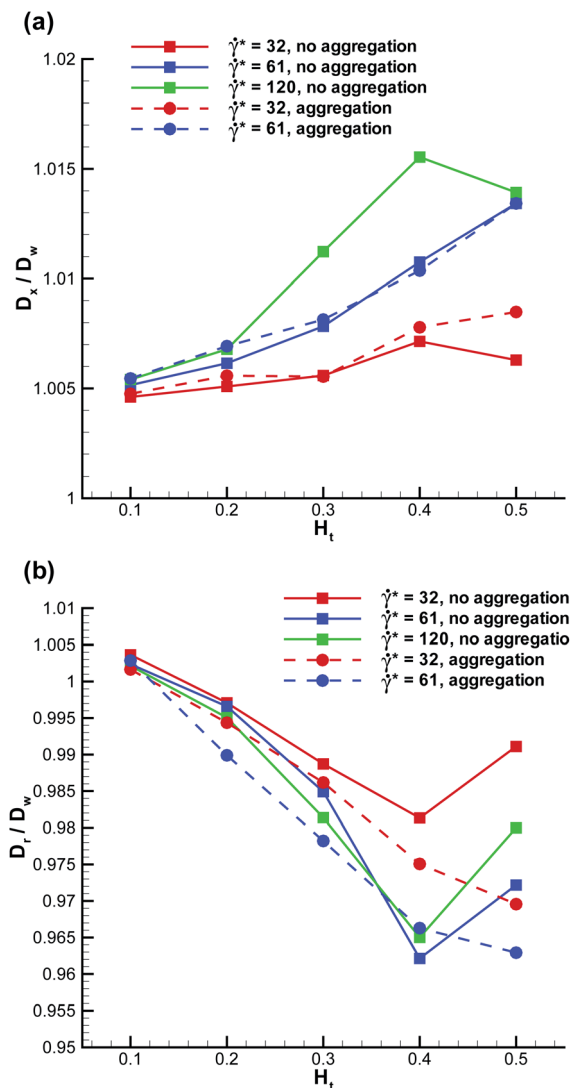 (a)
1.02
γ̇* = 32, no aggregation
γ̇* = 61, no aggregation
γ̇* = 120, no aggregation
γ̇* = 32, aggregation
γ̇* = 61, aggregation
1.015
1.01
1.005
1
Dx / Dw
0.1 0.2 0.3 0.4 0.5
Ht
(b)
1.01
γ̇* = 32, no aggregation
γ̇* = 61, no aggregation
γ̇* = 120, no aggregatio
γ̇* = 32, aggregation
γ̇* = 61, aggregation
1.005
1
0.995
0.99
0.985
0.98
0.975
0.97
0.965
0.96
0.955
0.95
Dr / Dw
0.1 0.2 0.3 0.4 0.5
Ht